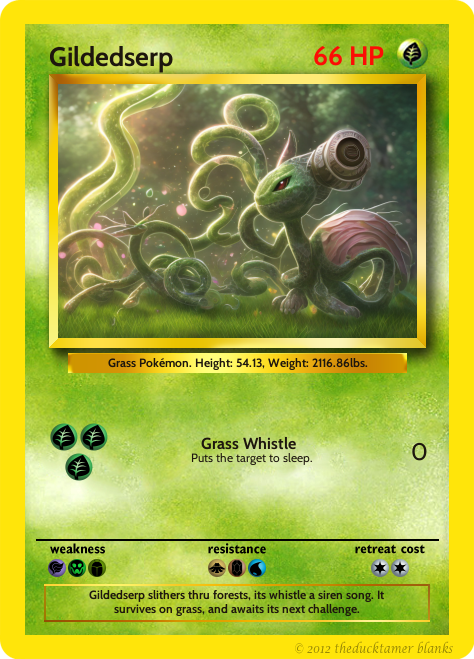 Gildedserp 66 HP
Grass Pokémon. Height: 54.13, Weight: 2116.86lbs.
Grass Whistle 0
Puts the target to sleep.
weakness resistance retreat cost
Gildedserp slithers thru forests, its whistle a siren song. It
survives on grass, and awaits its next challenge.
© 2012 theducktamer blanks